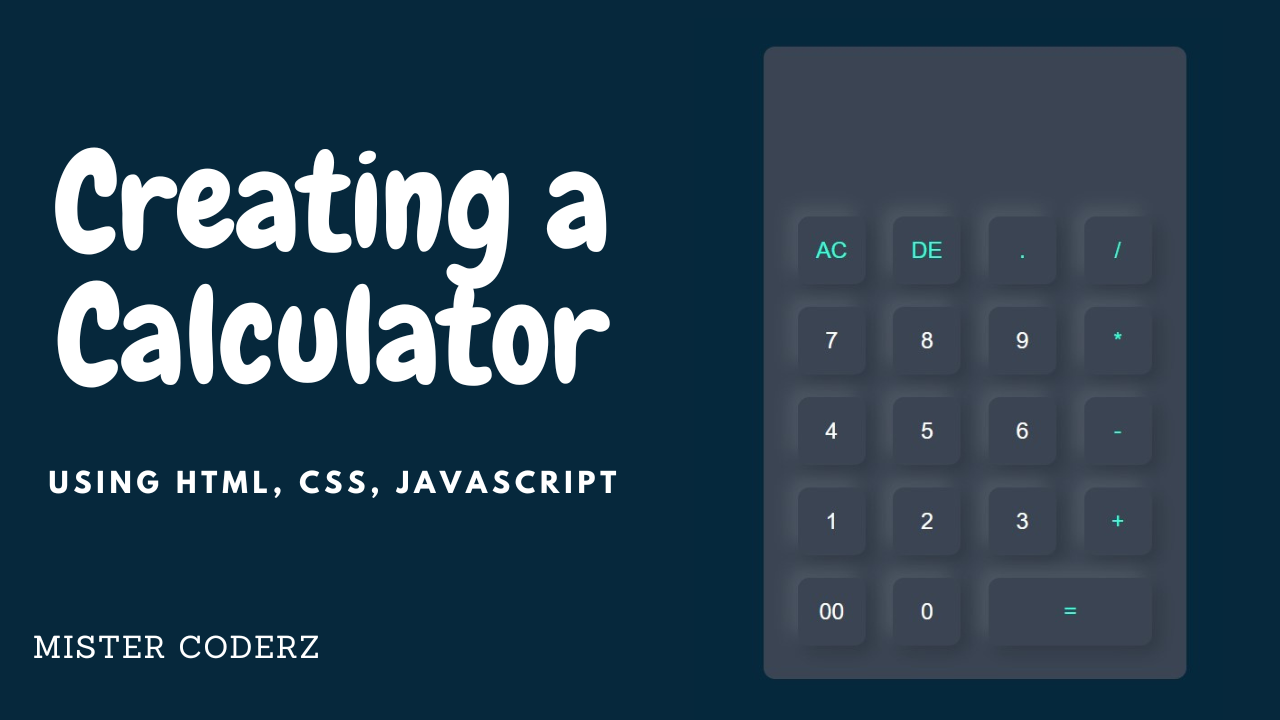 Creating a
Calculator
USING HTML, CSS, JAVASCRIPT
MISTER CODERZ
AC DE . /
7 8 9 *
4 5 6 -
1 2 3 +
00 0 =